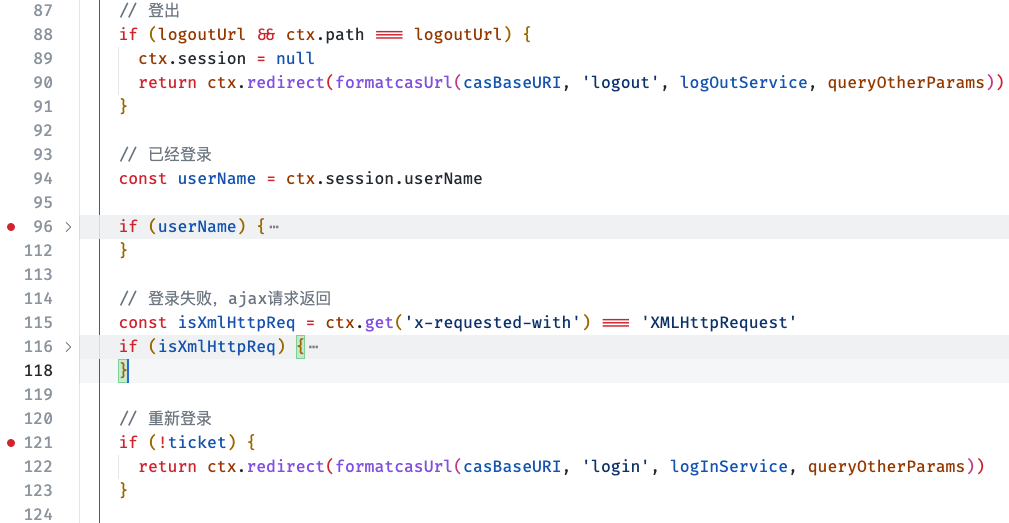 87 // 登出
88 if (logoutUrl && ctx.path === logoutUrl) {
89 ctx.session = null
90 return ctx.redirect(formatcasUrl(casBaseURI, 'logout', logOutService, queryOtherParams))
91 }
92
93 // 已经登录
94 const userName = ctx.session.userName
95
96 if (userName) {⋯
112 }
113
114 // 登录失败，ajax请求返回
115 const isXmlHttpReq = ctx.get('x-requested-with') === 'XMLHttpRequest'
116 if (isXmlHttpReq) {⋯
118 }
119
120 // 重新登录
121 if (!ticket) {
122 return ctx.redirect(formatcasUrl(casBaseURI, 'login', logInService, queryOtherParams))
123 }
124